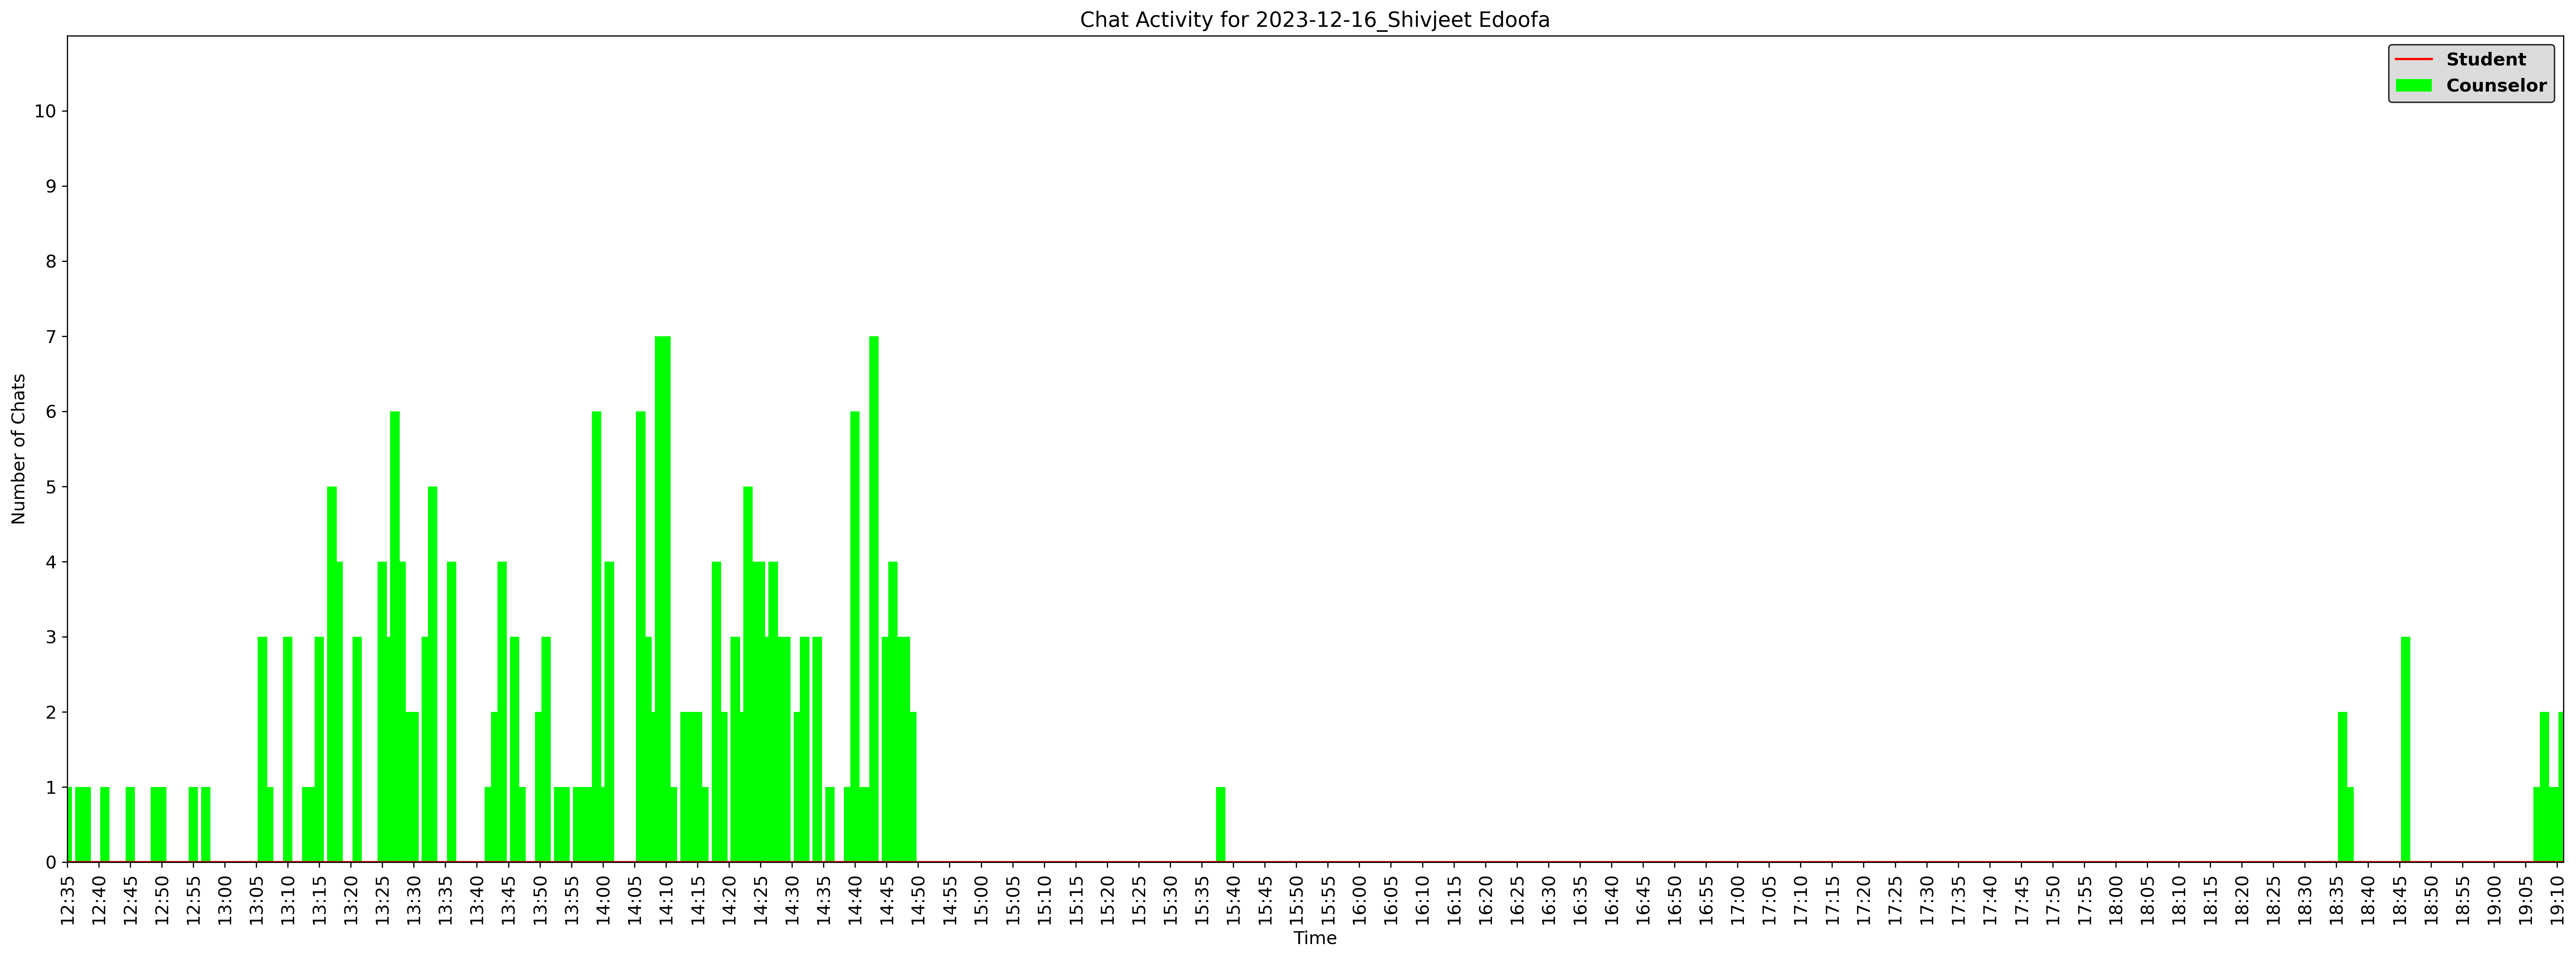 Chat Activity for 2023-12-16_Shivjeet Edoofa
Student
Counselor
Number of Chats
10
9
8
7
6
5
4
3
2
1
0
12:35 12:40 12:45 12:50 12:55 13:00 13:05 13:10 13:15 13:20 13:25 13:30 13:35 13:40 13:45 13:50 13:55 14:00 14:05 14:10 14:15 14:20 14:25 14:30 14:35 14:40 14:45 14:50 14:55 15:00 15:05 15:10 15:15 15:20 15:25 15:30 15:35 15:40 15:45 15:50 15:55 16:00 16:05 16:10 16:15 16:20 16:25 16:30 16:35 16:40 16:45 16:50 16:55 17:00 17:05 17:10 17:15 17:20 17:25 17:30 17:35 17:40 17:45 17:50 17:55 18:00 18:05 18:10 18:15 18:20 18:25 18:30 18:35 18:40 18:45 18:50 18:55 19:00 19:05 19:10
Time